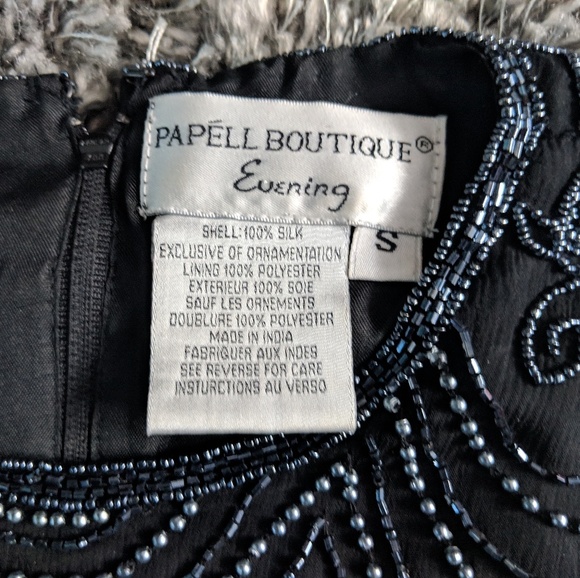 PAPÉLL BOUTIQUE®
Evening
S
SHELL: 100% SILK
EXCLUSIVE OF ORNAMENTATION
LINING 100% POLYESTER
EXTERIEUR 100% SOIE
SAUF LES ORNEMENTS
DOUBLURE 100% POLYESTER
MADE IN INDIA
FABRIQUER AUX INDES
SEE REVERSE FOR CARE
INSTURCTIONS AU VERSO